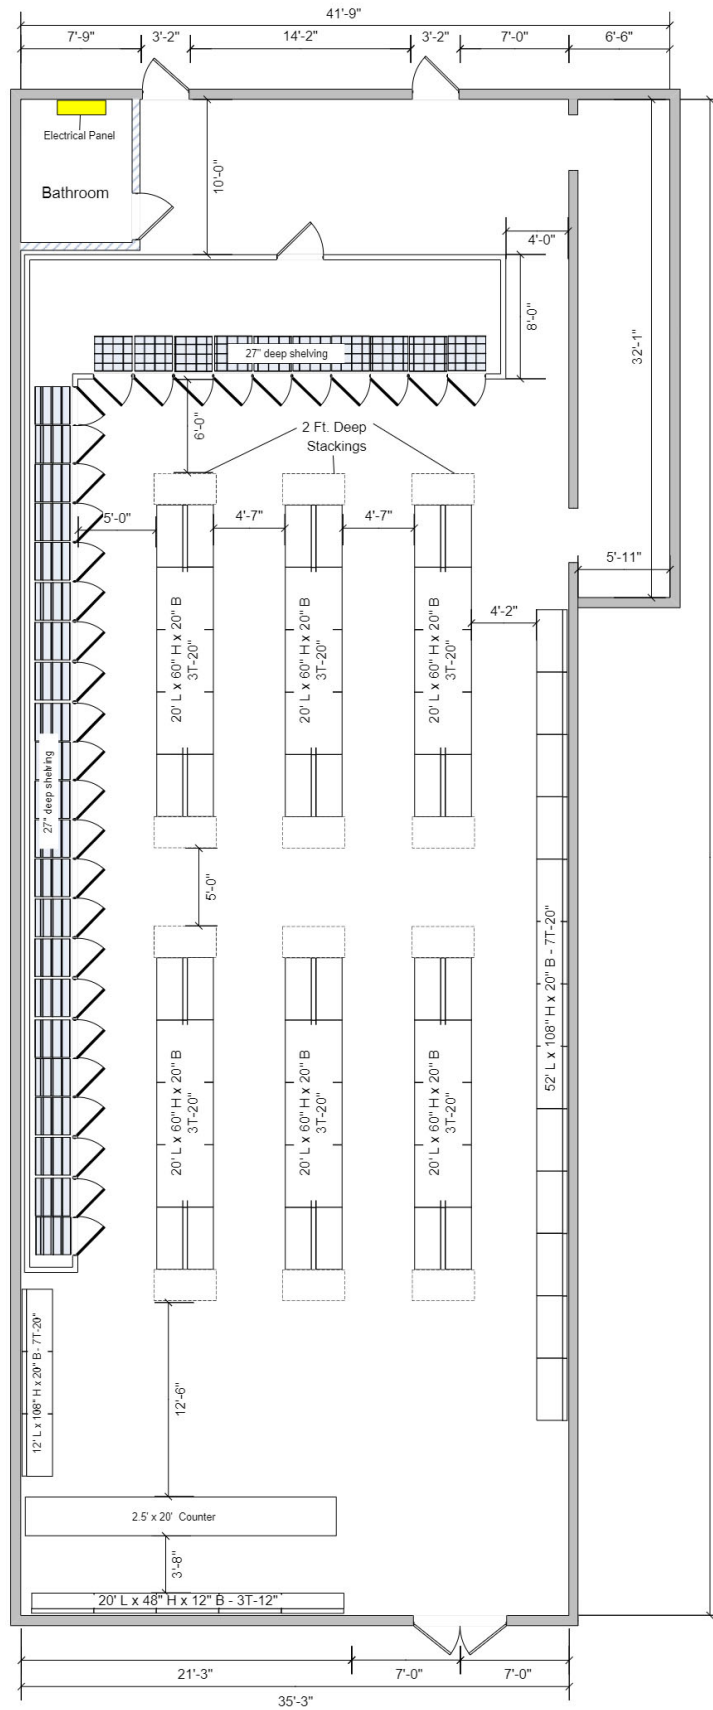 41'-9"
7'-9"
3'-2"
14'-2"
3'-2"
7'-0"
6'-6"
Electrical Panel
Bathroom
10'-0"
4'-0"
8'-0"
32'-1"
27" deep shelving
6'-0"
2 Ft. Deep
Stackings
5'-0"
4'-7"
4'-7"
5'-11"
4'-2"
20' L x 60" H x 20" B
3T-20"
20' L x 60" H x 20" B
3T-20"
20' L x 60" H x 20" B
3T-20"
27" deep shelving
5'-0"
52' L x 108" H x 20" B - 7T-20"
20' L x 60" H x 20" B
3T-20"
20' L x 60" H x 20" B
3T-20"
20' L x 60" H x 20" B
3T-20"
12' L x 108" H x 20" B - 7T-20"
12'-6"
2.5' x 20' Counter
3'-8"
20' L x 48" H x 12" B - 3T-12"
21'-3"
7'-0"
7'-0"
35'-3"